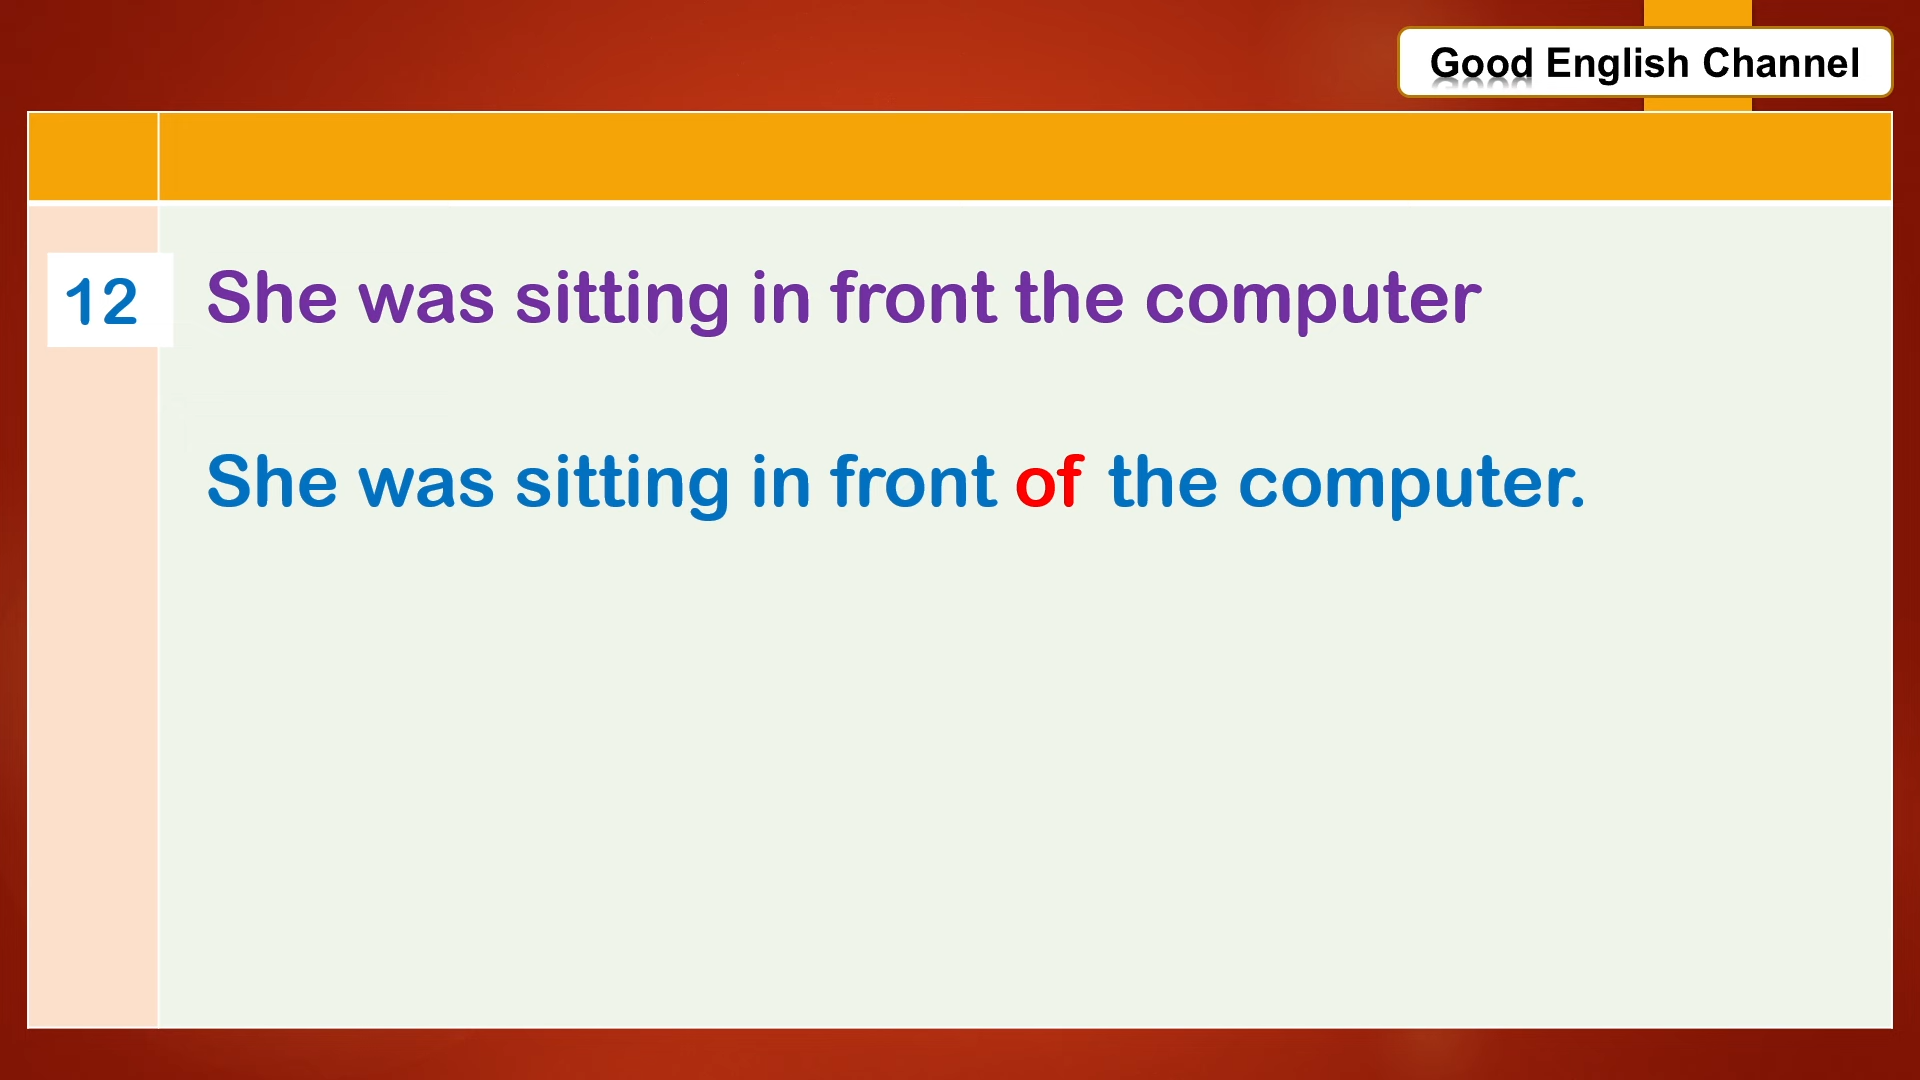 Good English Channel
12 She was sitting in front the computer
She was sitting in front of the computer.